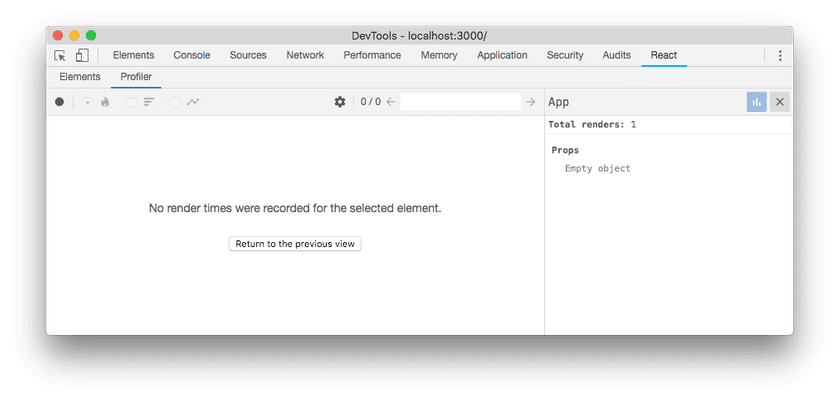 DevTools - localhost:3000/
Elements Console Sources Network Performance Memory Application Security Audits React
Elements Profiler
0 / 0
App
Total renders: 1
Props
Empty object
No render times were recorded for the selected element.
Return to the previous view